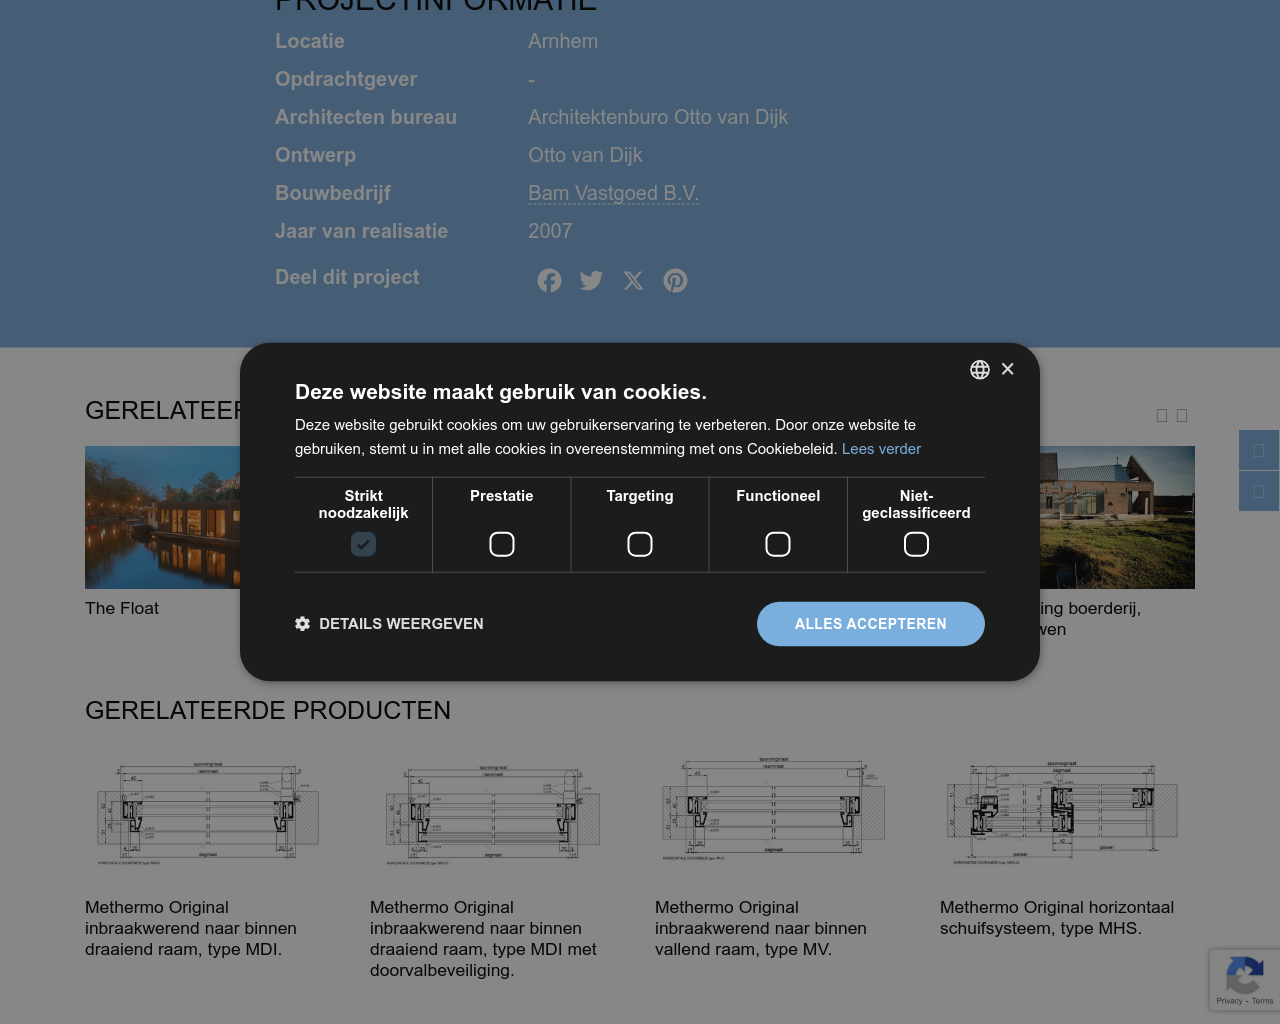 PROJECTINFORMATIE
Locatie Arnhem
Opdrachtgever -
Architecten bureau Architektenburo Otto van Dijk
Ontwerp Otto van Dijk
Bouwbedrijf Bam Vastgoed B.V.
Jaar van realisatie 2007
Deel dit project
Deze website maakt gebruik van cookies.
Deze website gebruikt cookies om uw gebruikerservaring te verbeteren. Door onze website te
gebruiken, stemt u in met alle cookies in overeenstemming met ons Cookiebeleid. Lees verder
Strikt
noodzakelijk
Prestatie
Targeting
Functioneel
Niet-
geclassificeerd
DETAILS WEERGEVEN
ALLES ACCEPTEREN
The Float
ing boerderij,
GERELATEERDE PRODUCTEN
Methermo Original
inbraakwerend naar binnen
draaiend raam, type MDI.
Methermo Original
inbraakwerend naar binnen
draaiend raam, type MDI met
doorvalbeveiliging.
Methermo Original
inbraakwerend naar binnen
vallend raam, type MV.
Methermo Original horizontaal
schuifsysteem, type MHS.
Privacy - Terms